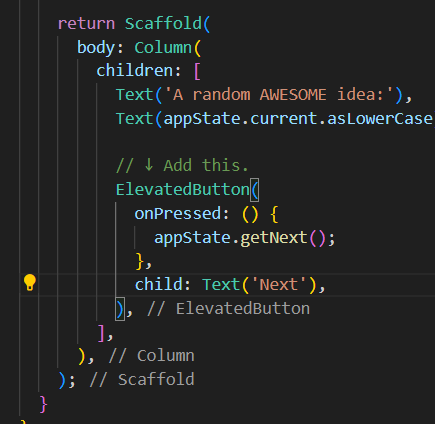 return Scaffold(
body: Column(
children: [
Text('A random AWESOME idea:'),
Text(appState.current.asLowerCase
// ↓ Add this.
ElevatedButton(
onPressed: () {
appState.getNext();
},
child: Text('Next'),
), // ElevatedButton
],
), // Column
); // Scaffold
}
}